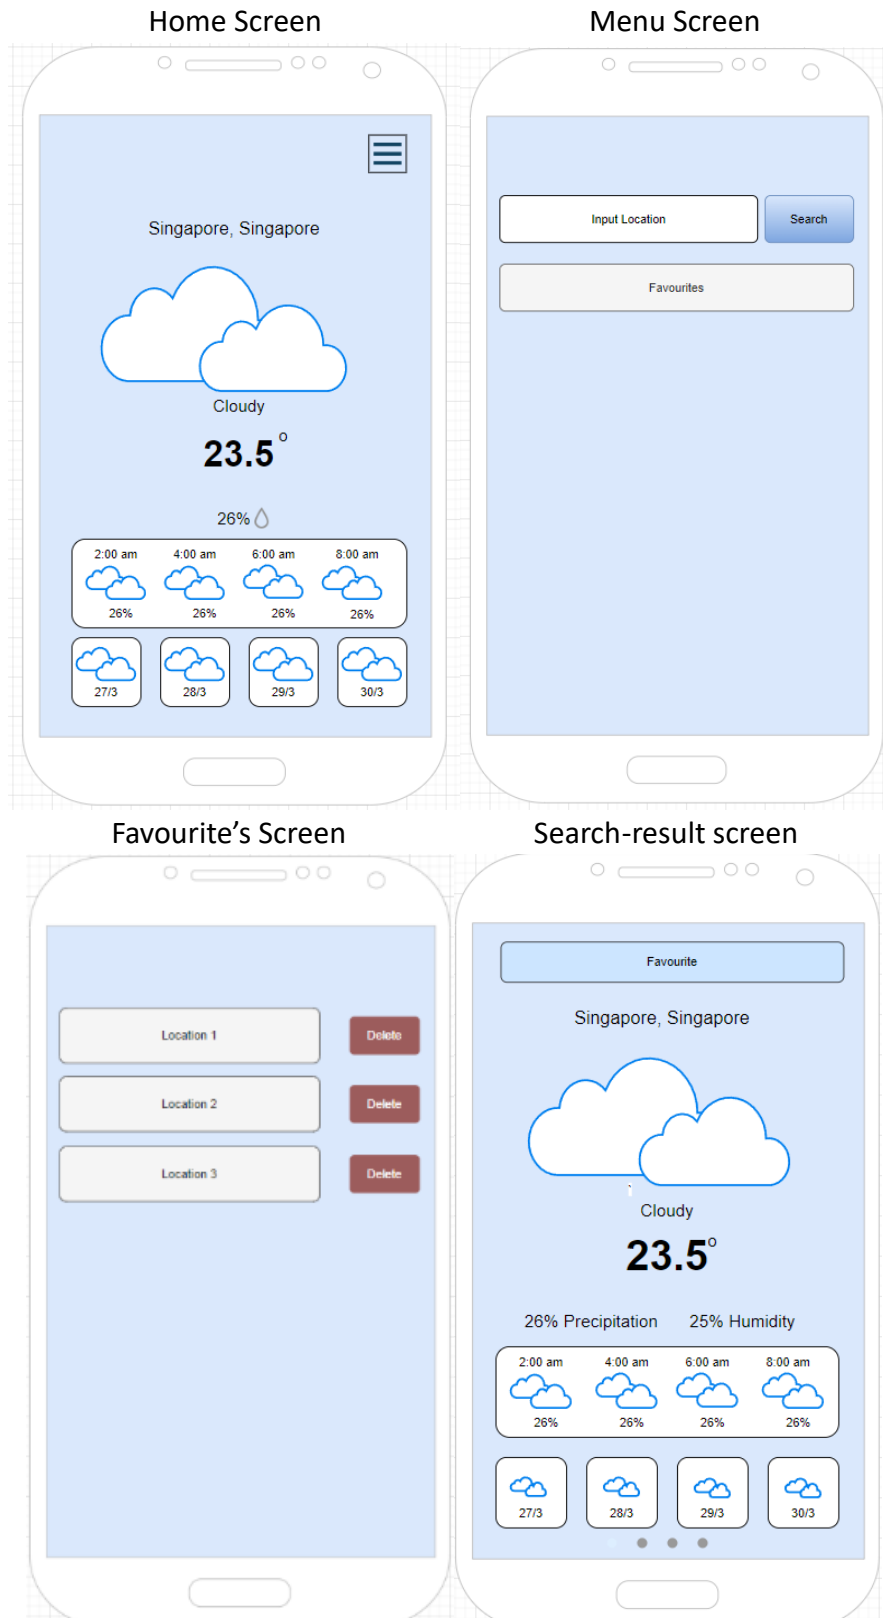 Home Screen
Menu Screen
Singapore, Singapore
Cloudy
23.5°
26%
2:00 am 4:00 am 6:00 am 8:00 am
26% 26% 26% 26%
27/3 28/3 29/3 30/3
Input Location Search
Favourites
Favourite's Screen
Search-result screen
Location 1 Delete
Location 2 Delete
Location 3 Delete
Favourite
Singapore, Singapore
Cloudy
23.5°
26% Precipitation 25% Humidity
2:00 am 4:00 am 6:00 am 8:00 am
26% 26% 26% 26%
27/3 28/3 29/3 30/3